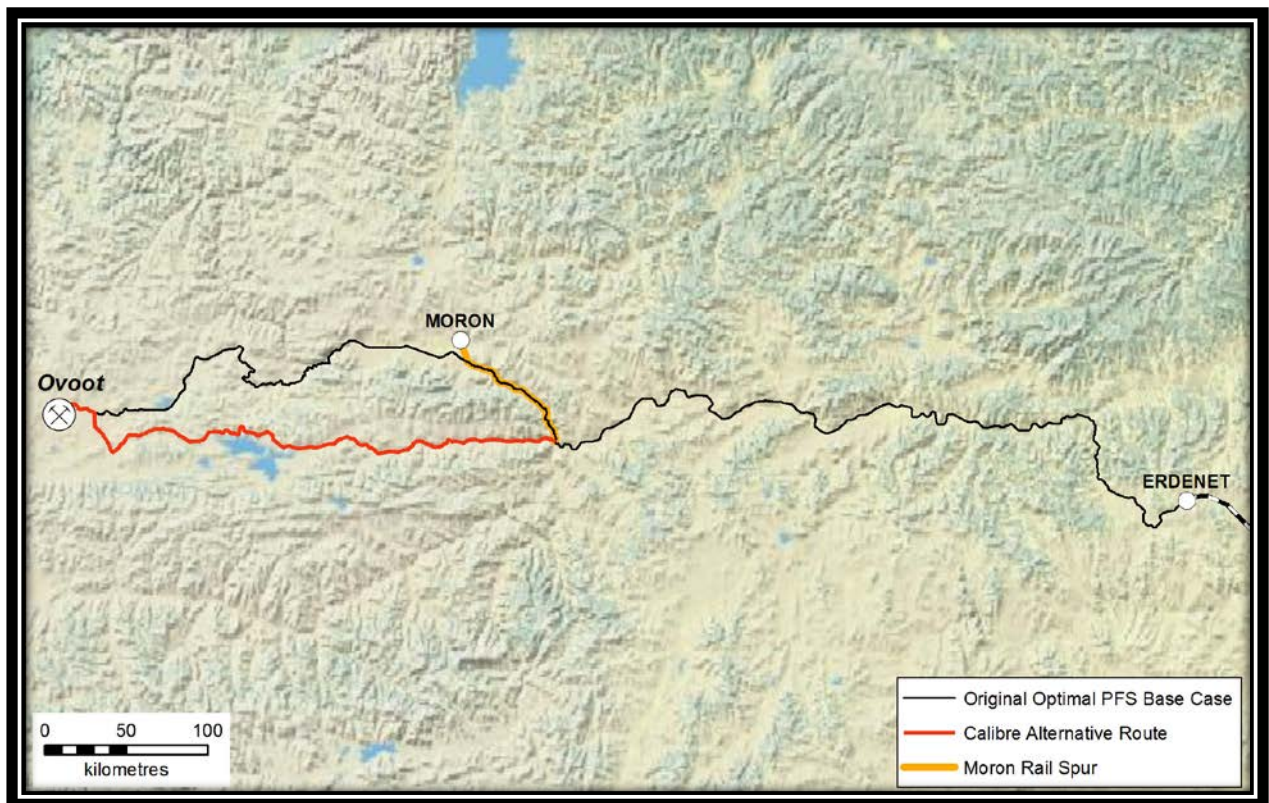 MORON
Ovoot
ERDENET
0 50 100
kilometres
Original Optimal PFS Base Case
Calibre Alternative Route
Moron Rail Spur